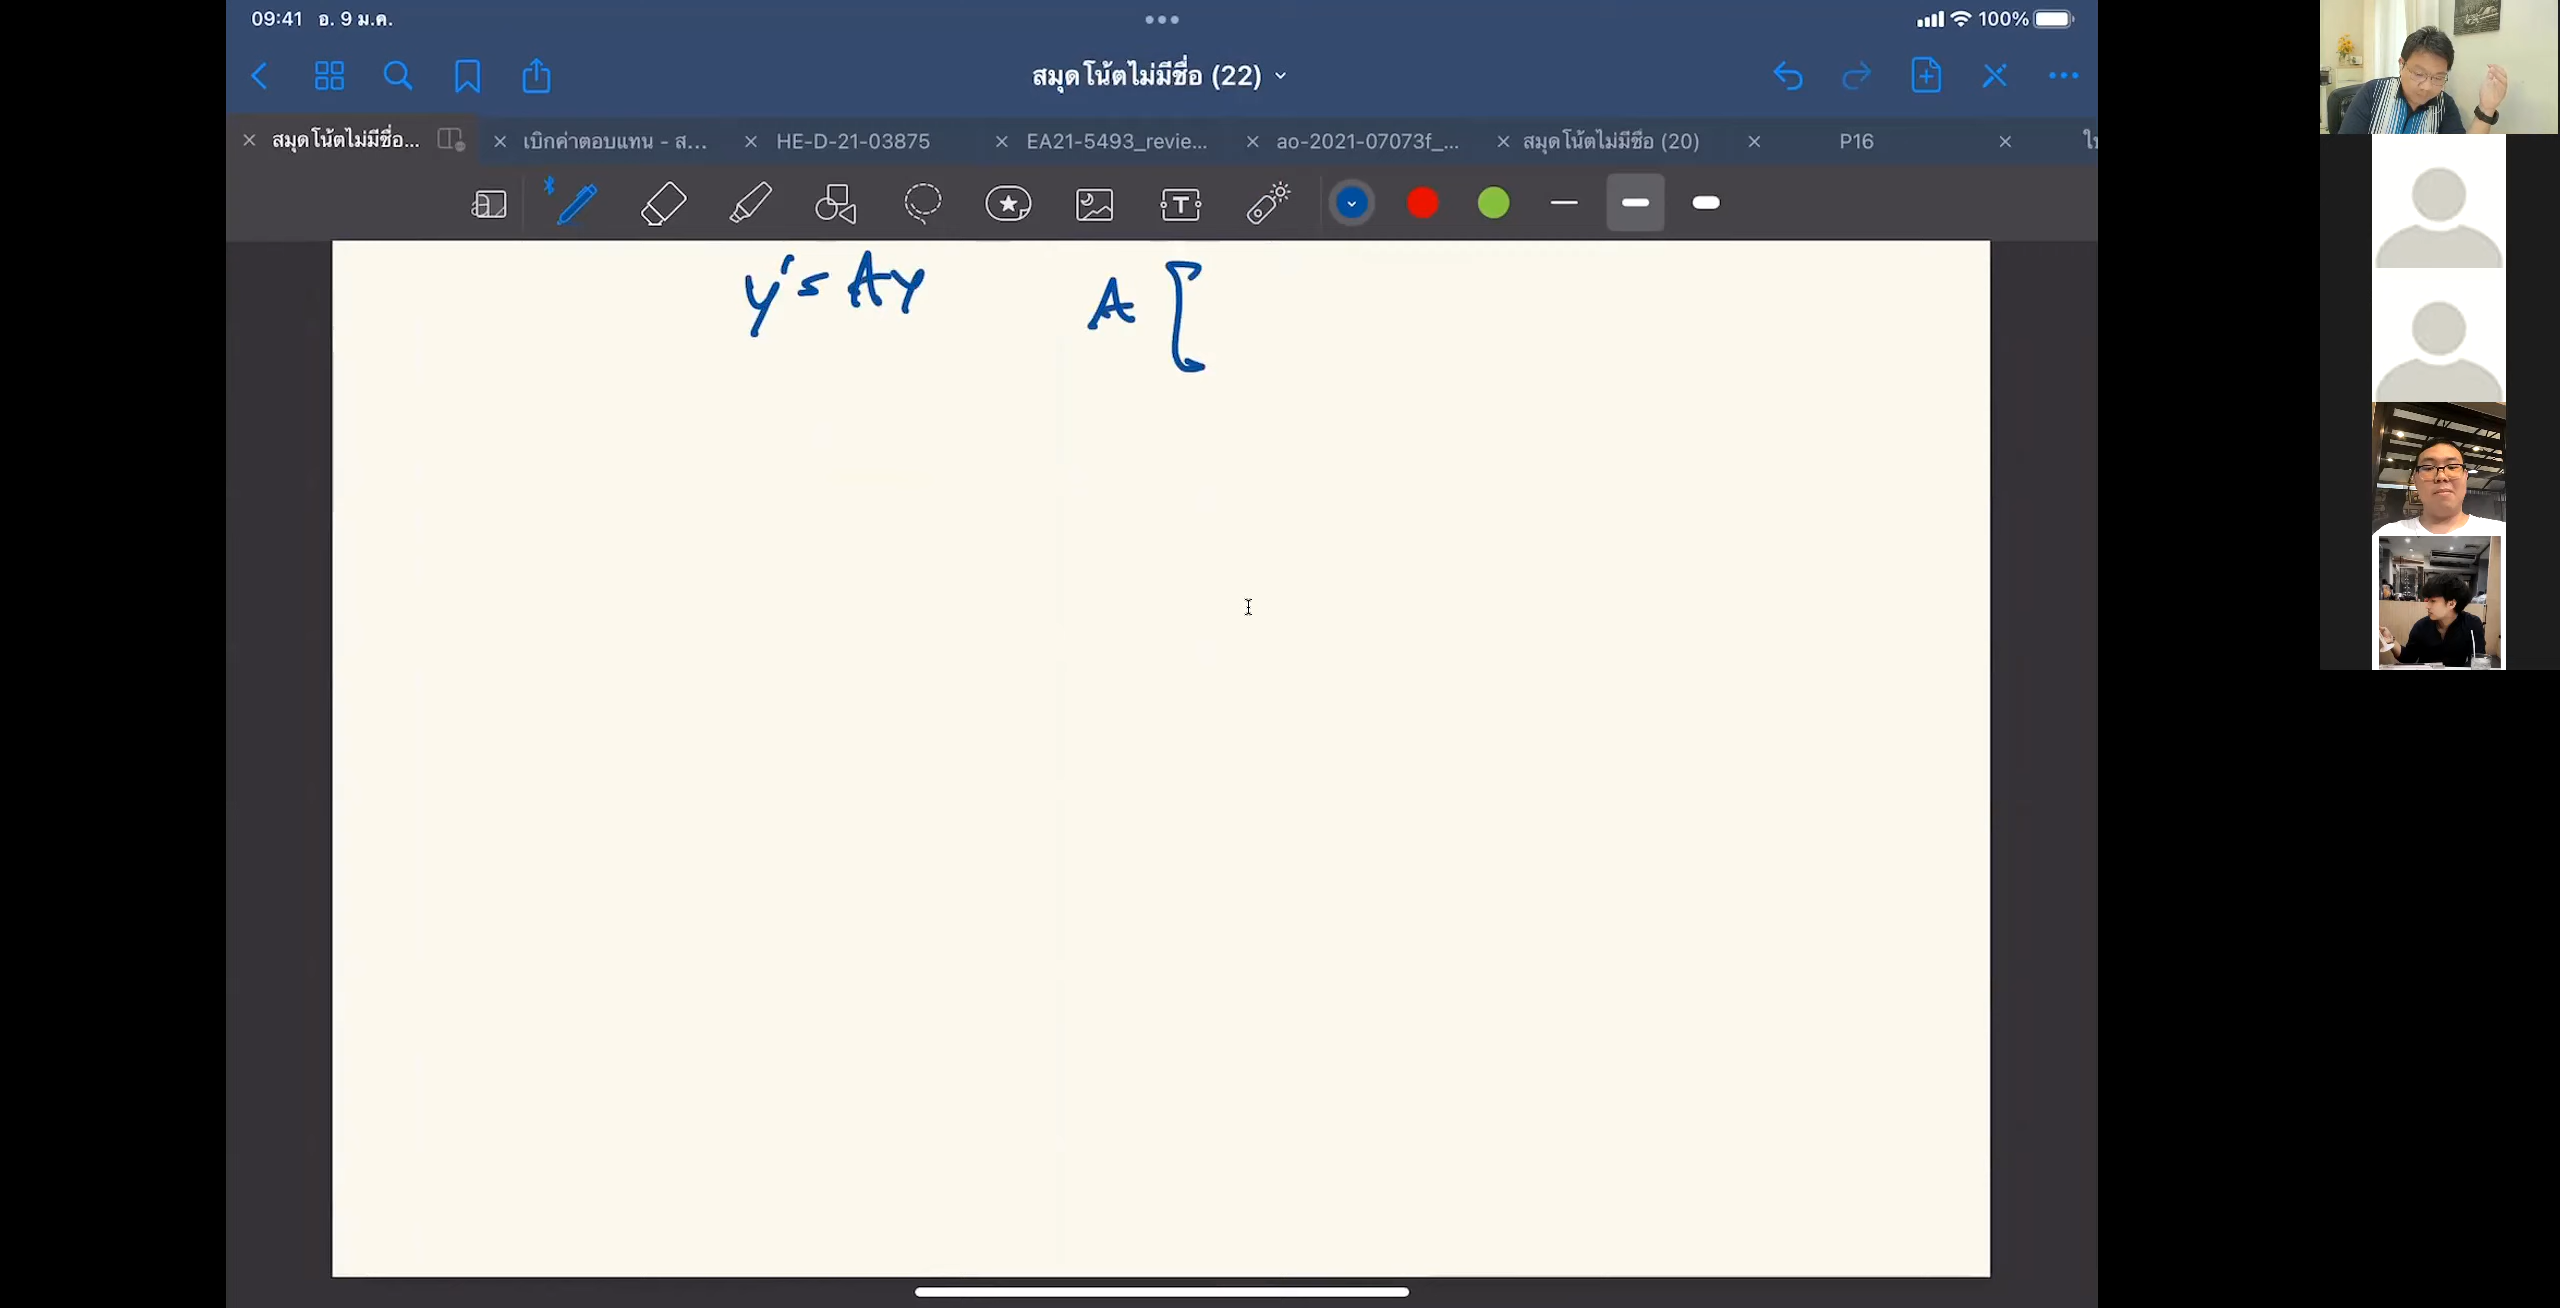 09:41 อ. 9 ม.ค.
100%
สมุดโน้ตไม่มีชื่อ (22)
สมุดโน้ตไม่มีชื่อ...
เบิกค่าตอบแทน - ส...
HE-D-21-03875
EA21-5493_revie...
ao-2021-07073f_...
สมุดโน้ตไม่มีชื่อ (20)
P16
y' = Ay A [